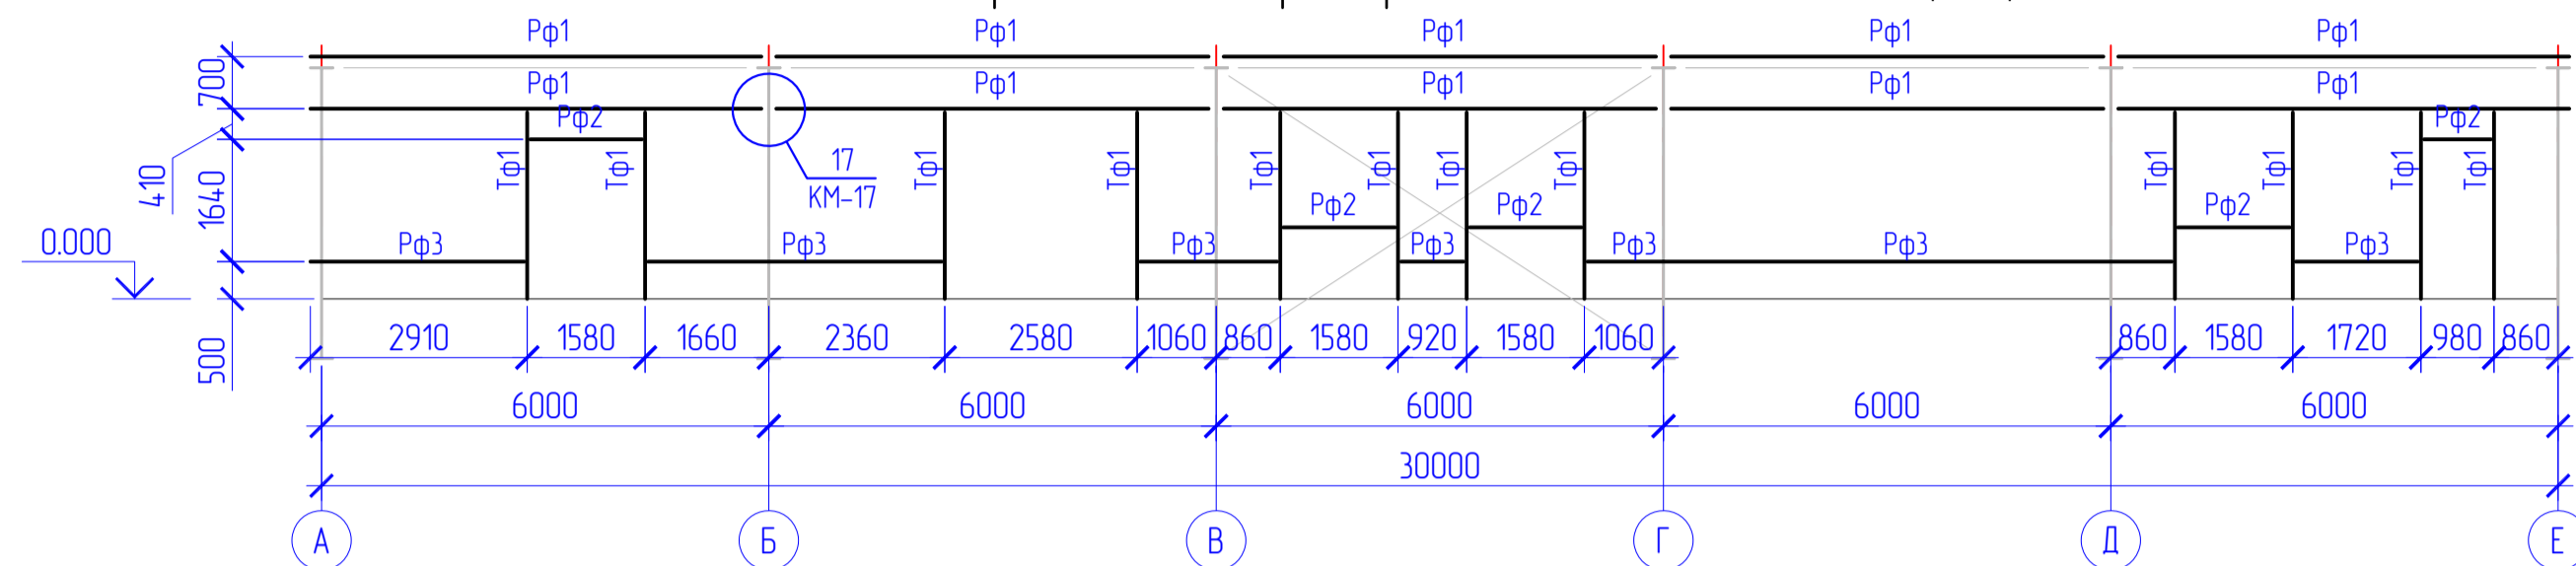 Рф1 Рф1 Рф1 Рф1 Рф1
700
Рф1 Рф1 Рф1 Рф1 Рф1
Рф2 Рф2
410
Тф1 Тф1 Тф1 Тф1 Тф1 Тф1 Тф1 Тф1 Тф1 Тф1 Тф1 Тф1
17
КМ-17
1640
Рф2 Рф2 Рф2
0.000
Рф3 Рф3 Рф3 Рф3 Рф3 Рф3 Рф3
500
2910 1580 1660 2360 2580 1060 860 1580 920 1580 1060 860 1580 1720 980 860
6000 6000 6000 6000 6000
30000
А Б В Г Д Е